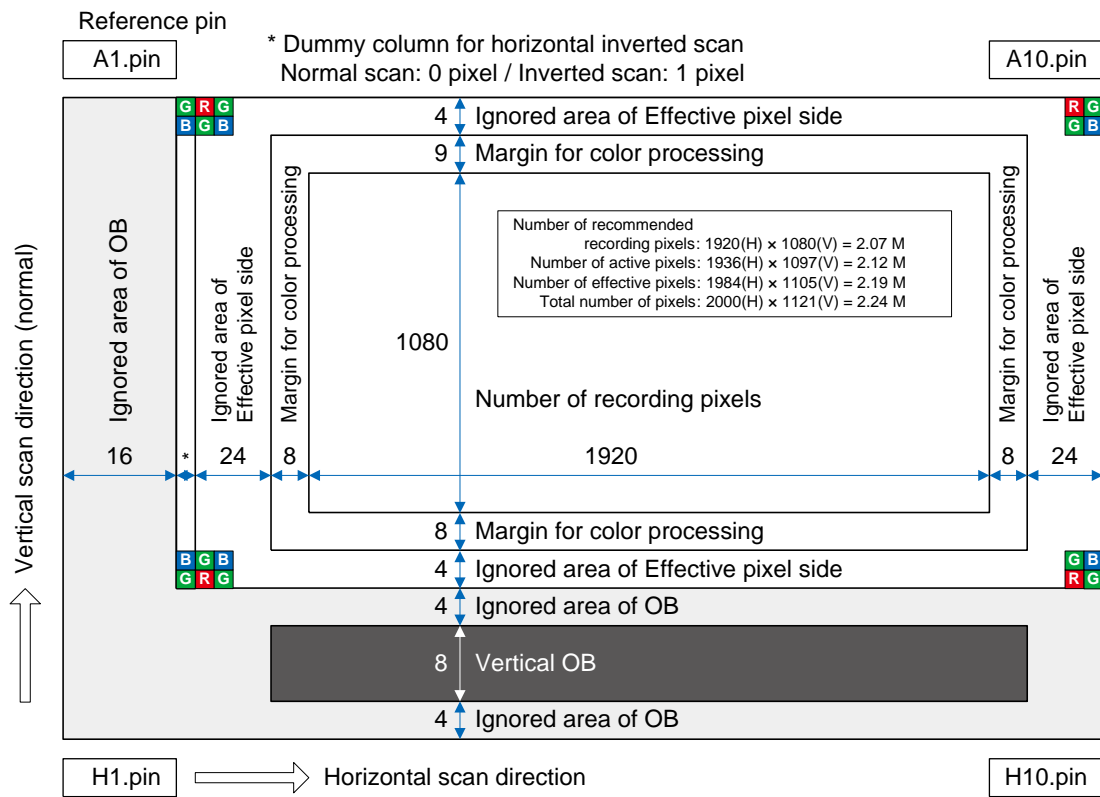 Reference pin
A1.pin
* Dummy column for horizontal inverted scan
Normal scan: 0 pixel / Inverted scan: 1 pixel
A10.pin
G R G
B G B
R G
G B
4 Ignored area of Effective pixel side
9 Margin for color processing
Number of recommended
recording pixels: 1920(H) × 1080(V) = 2.07 M
Number of active pixels: 1936(H) × 1097(V) = 2.12 M
Number of effective pixels: 1984(H) × 1105(V) = 2.19 M
Total number of pixels: 2000(H) × 1121(V) = 2.24 M
Vertical scan direction (normal)
Ignored area of OB
Ignored area of
Effective pixel side
Margin for color processing
Margin for color processing
Ignored area of
Effective pixel side
1080
Number of recording pixels
16 * 24 8 1920 8 24
8 Margin for color processing
B G B
G R G
G B
R G
4 Ignored area of Effective pixel side
4 Ignored area of OB
8 Vertical OB
4 Ignored area of OB
H1.pin
Horizontal scan direction
H10.pin